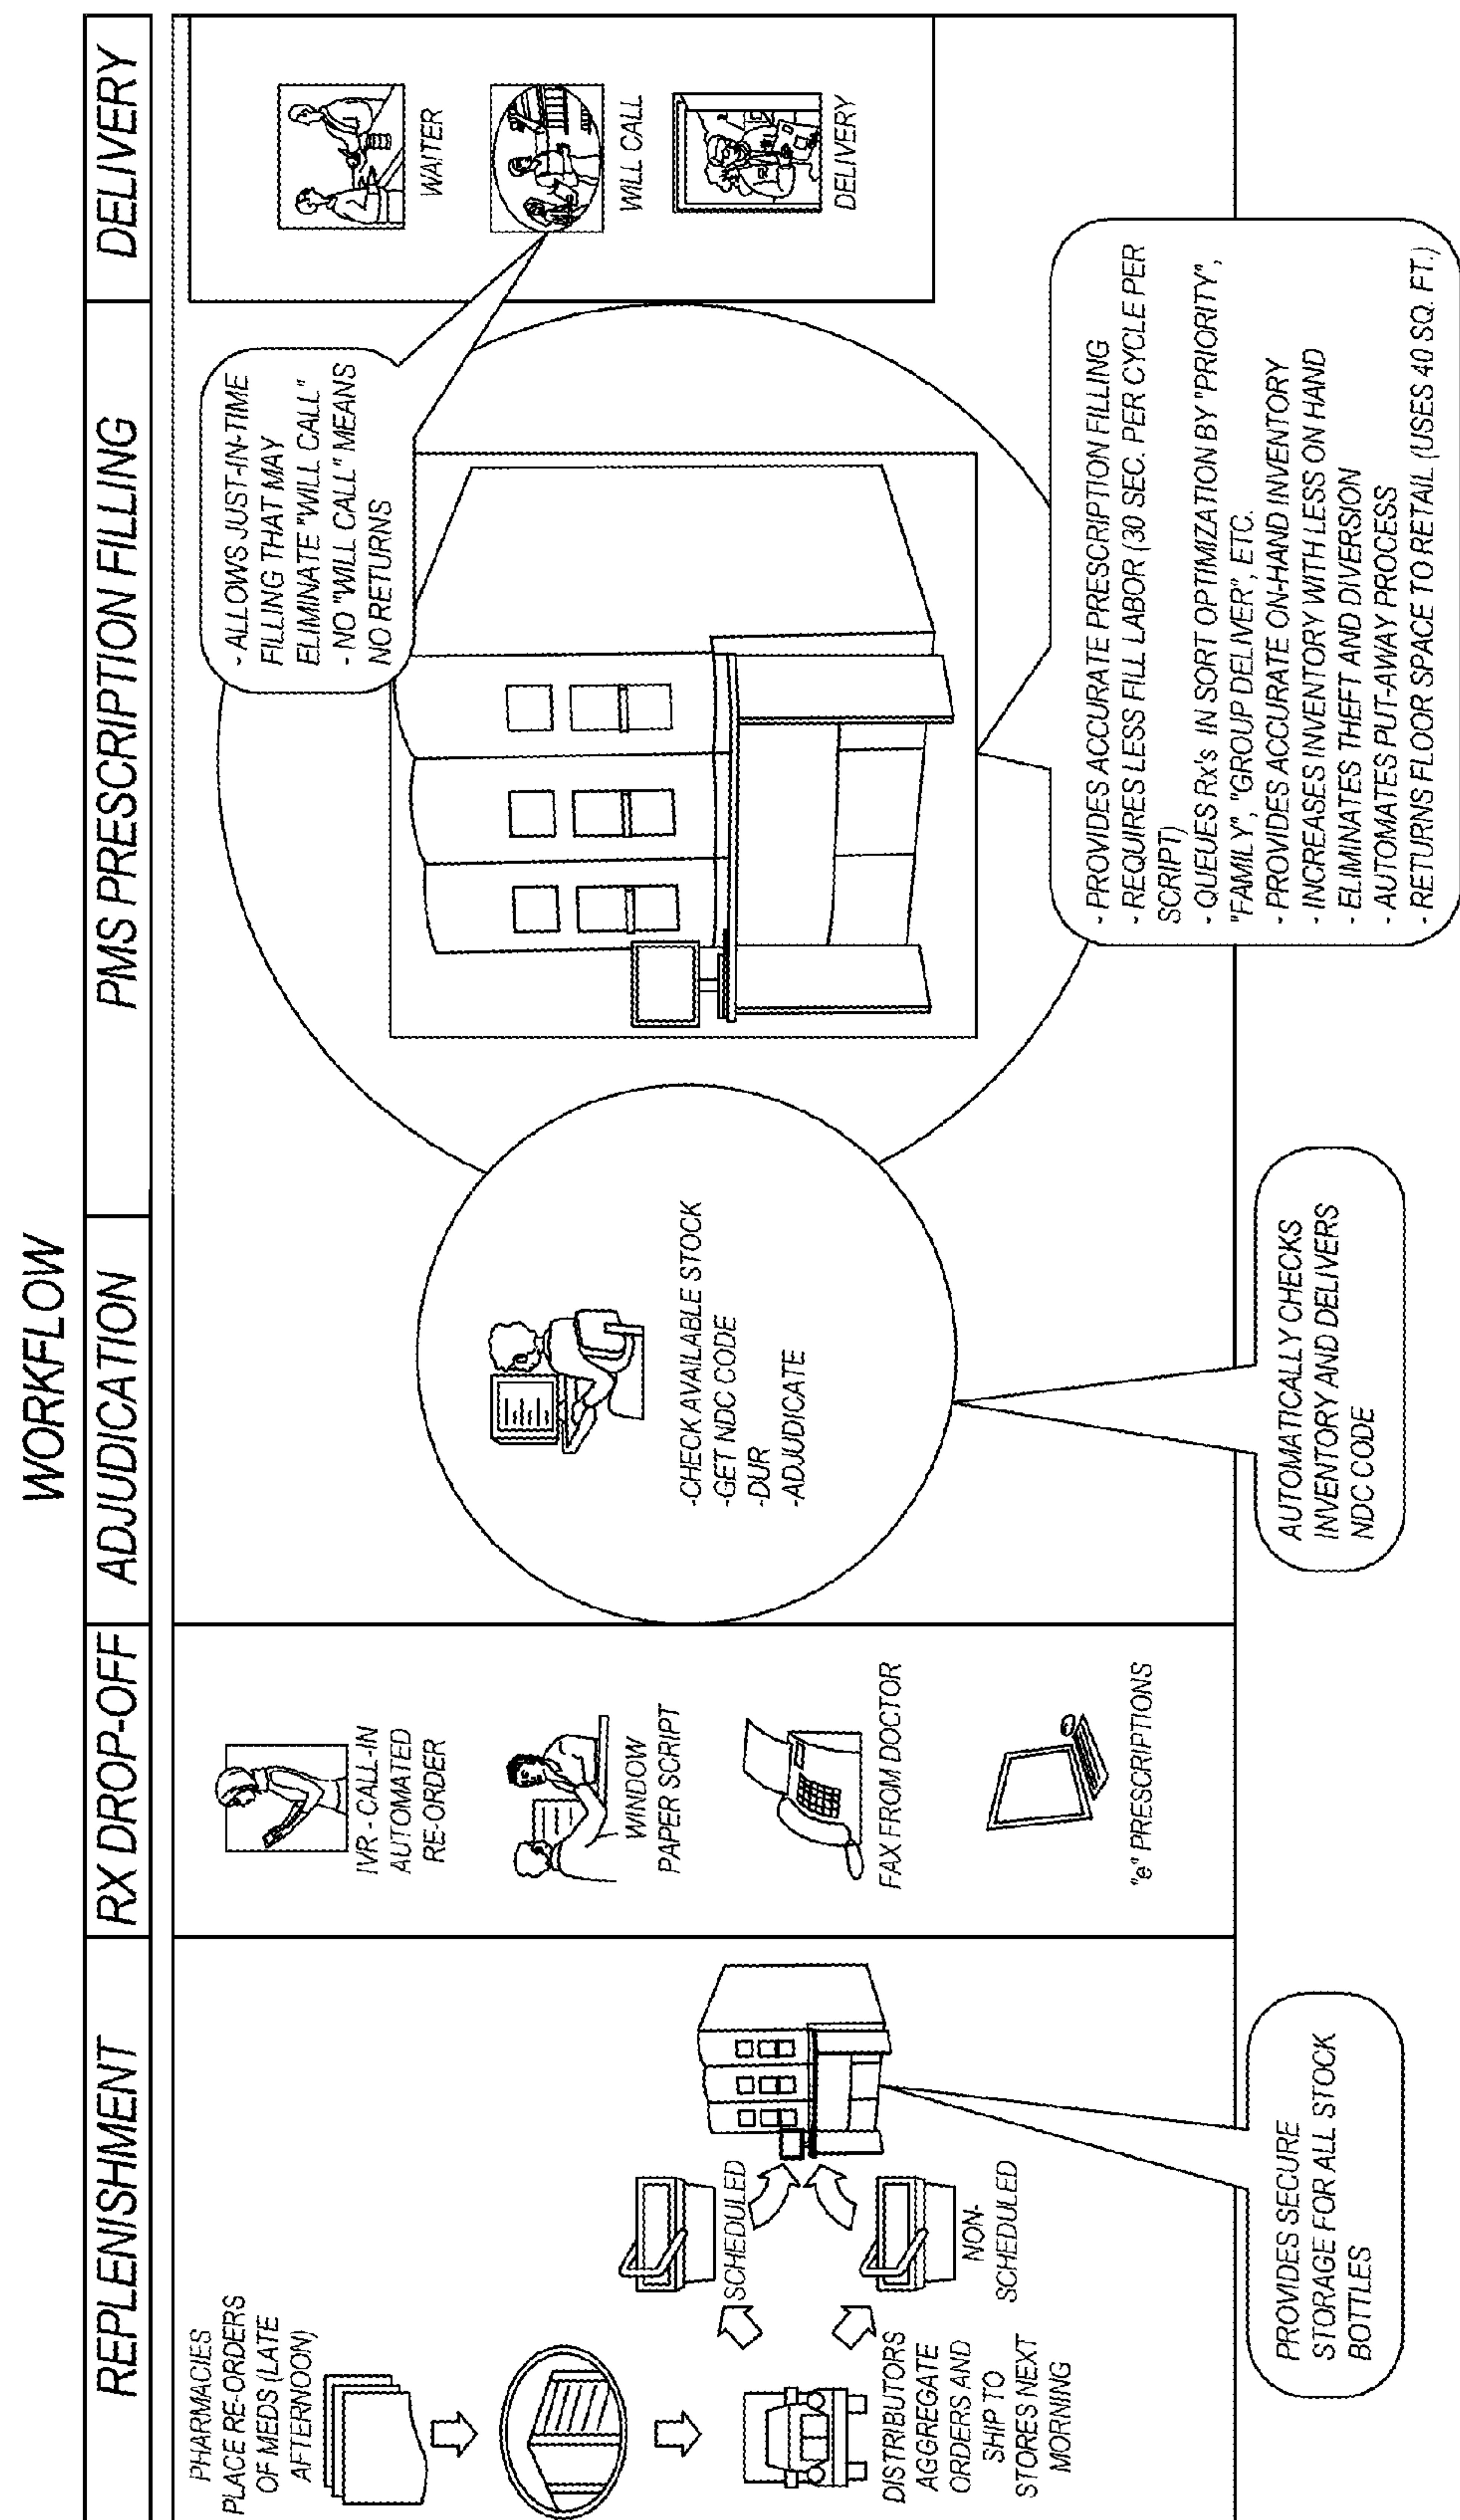 WORKFLOW
REPLENISHMENT
RX DROP-OFF
ADJUDICATION
PMS PRESCRIPTION FILLING
DELIVERY
PHARMACIES
PLACE RE-ORDERS
OF MEDS (LATE
AFTERNOON)
DISTRIBUTORS
AGGREGATE
ORDERS AND
SHIP TO
STORES NEXT
MORNING
SCHEDULED
NON-
SCHEDULED
PROVIDES SECURE
STORAGE FOR ALL STOCK
BOTTLES
IVR - CALL-IN
AUTOMATED
RE-ORDER
WINDOW
PAPER SCRIPT
FAX FROM DOCTOR
"e" PRESCRIPTIONS
-CHECK AVAILABLE STOCK
-GET NDC CODE
-DUR
-ADJUDICATE
AUTOMATICALLY CHECKS
INVENTORY AND DELIVERS
NDC CODE
- ALLOWS JUST-IN-TIME
FILLING THAT MAY
ELIMINATE "WILL CALL"
- NO "WILL CALL" MEANS
NO RETURNS
- PROVIDES ACCURATE PRESCRIPTION FILLING
- REQUIRES LESS FILL LABOR (30 SEC. PER CYCLE PER
SCRIPT)
- QUEUES Rx's IN SORT OPTIMIZATION BY "PRIORITY",
"FAMILY", "GROUP DELIVER", ETC.
- PROVIDES ACCURATE ON-HAND INVENTORY
- INCREASES INVENTORY WITH LESS ON HAND
- ELIMINATES THEFT AND DIVERSION
- AUTOMATES PUT-AWAY PROCESS
- RETURNS FLOOR SPACE TO RETAIL (USES 40 SQ. FT.)
WAITER
WILL CALL
DELIVERY